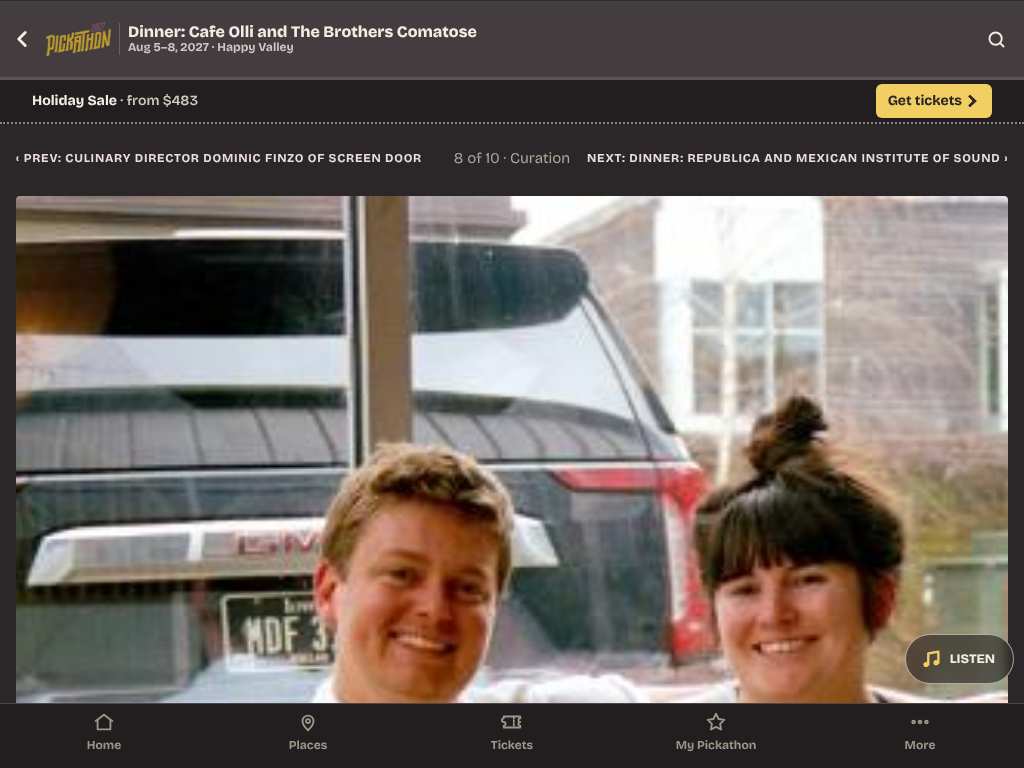 PICKATHON
Dinner: Cafe Olli and The Brothers Comatose
Aug 5–8, 2027 · Happy Valley
Holiday Sale · from $483
Get tickets
‹ PREV: CULINARY DIRECTOR DOMINIC FINZO OF SCREEN DOOR
8 of 10 · Curation
NEXT: DINNER: REPUBLICA AND MEXICAN INSTITUTE OF SOUND ›
GM
MDF 3
LISTEN
Home
Places
Tickets
My Pickathon
More